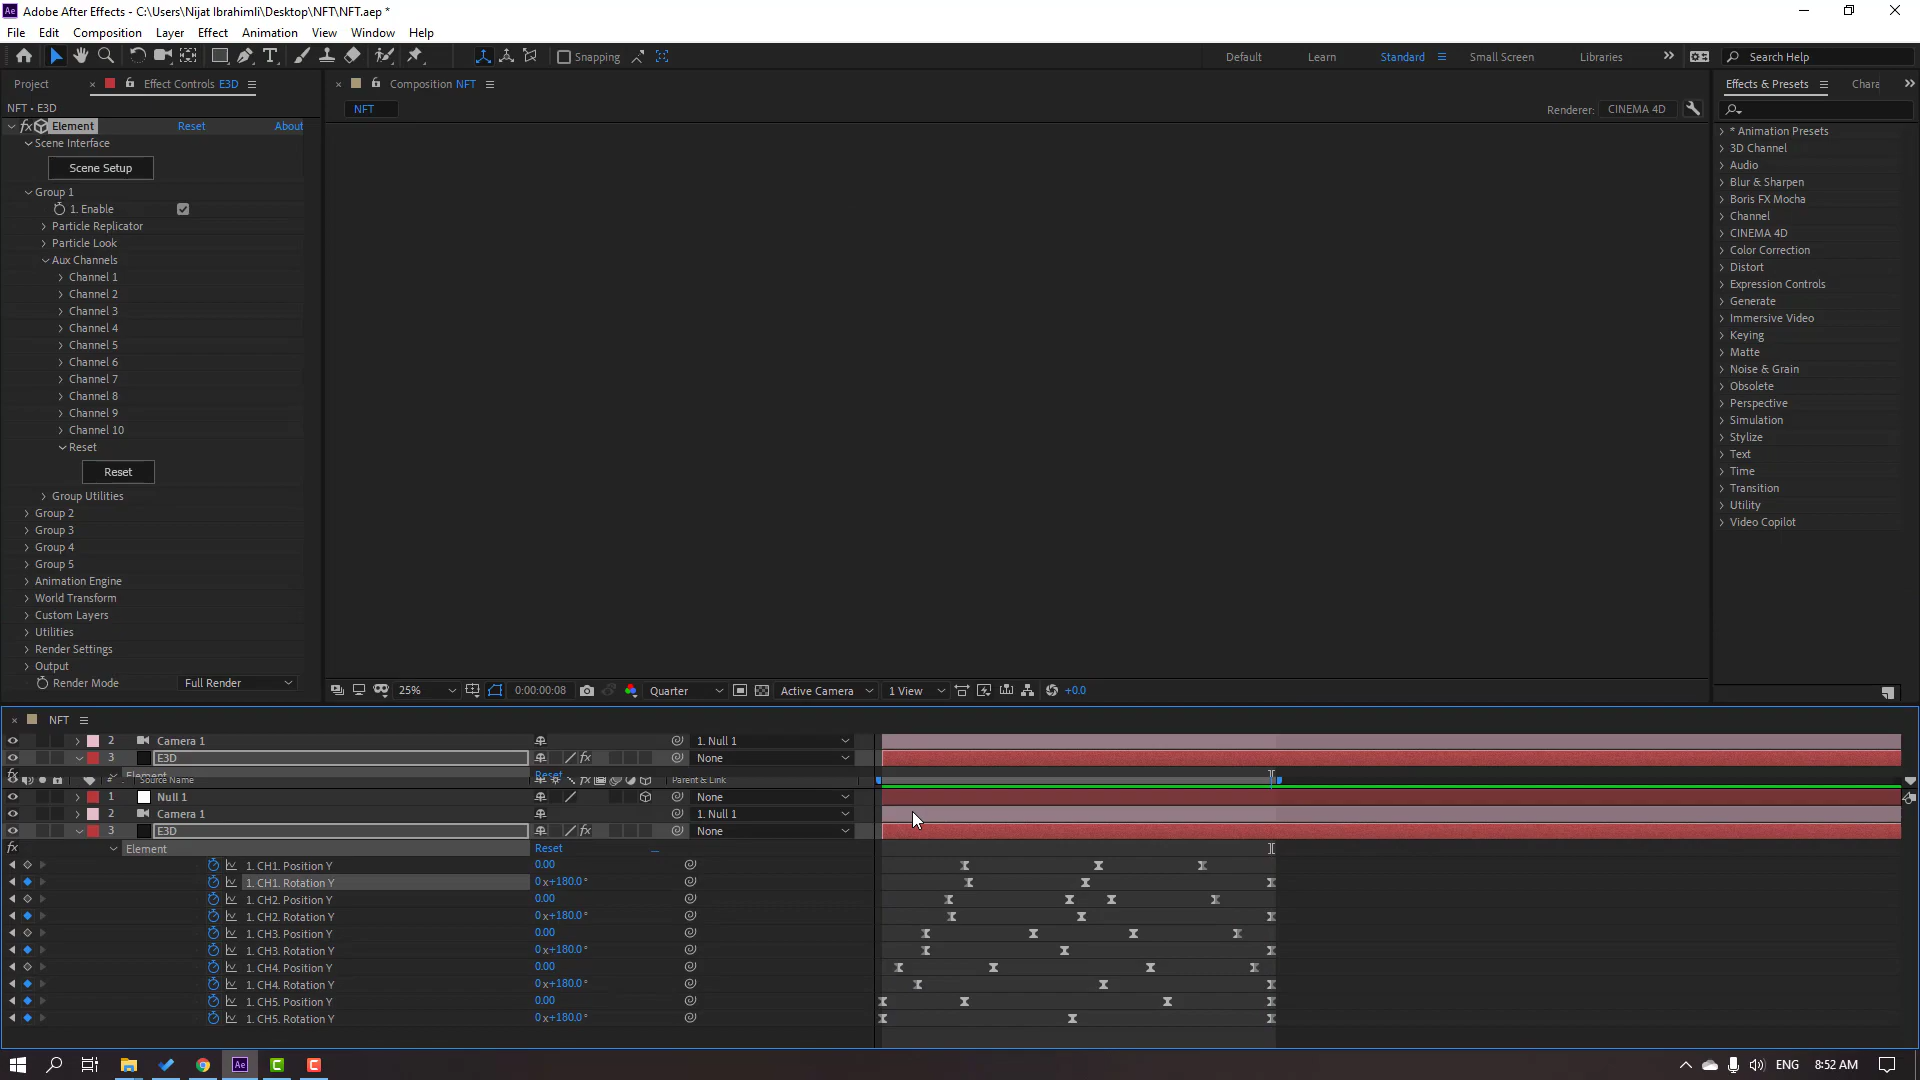 Adobe After Effects - C:\Users\Nijat Ibrahimli\Desktop\NFT\NFT.aep *
File Edit Composition Layer Effect Animation View Window Help
Snapping Default Learn Standard Small Screen Libraries Search Help
Project Effect Controls E3D Composition NFT Effects & Presets Chara
NFT • E3D
NFT
Renderer: CINEMA 4D
fx Element Reset About
Scene Interface
Scene Setup
Group 1
1. Enable
Particle Replicator
Particle Look
Aux Channels
Channel 1
Channel 2
Channel 3
Channel 4
Channel 5
Channel 6
Channel 7
Channel 8
Channel 9
Channel 10
Reset
Reset
Group Utilities
Group 2
Group 3
Group 4
Group 5
Animation Engine
World Transform
Custom Layers
Utilities
Render Settings
Output
Render Mode Full Render
* Animation Presets
3D Channel
Audio
Blur & Sharpen
Boris FX Mocha
Channel
CINEMA 4D
Color Correction
Distort
Expression Controls
Generate
Immersive Video
Keying
Matte
Noise & Grain
Obsolete
Perspective
Simulation
Stylize
Text
Time
Transition
Utility
Video Copilot
25% 0:00:00:08 Quarter Active Camera 1 View +0.0
NFT
2 Camera 1 1. Null 1
3 E3D fx None
fx Element Reset
# Source Name fx Parent & Link
1 Null 1 None
2 Camera 1 1. Null 1
3 E3D fx None
fx Element Reset
1. CH1. Position Y 0.00
1. CH1. Rotation Y 0x+180.0°
1. CH2. Position Y 0.00
1. CH2. Rotation Y 0x+180.0°
1. CH3. Position Y 0.00
1. CH3. Rotation Y 0x+180.0°
1. CH4. Position Y 0.00
1. CH4. Rotation Y 0x+180.0°
1. CH5. Position Y 0.00
1. CH5. Rotation Y 0x+180.0°
Ae C C ENG 8:52 AM